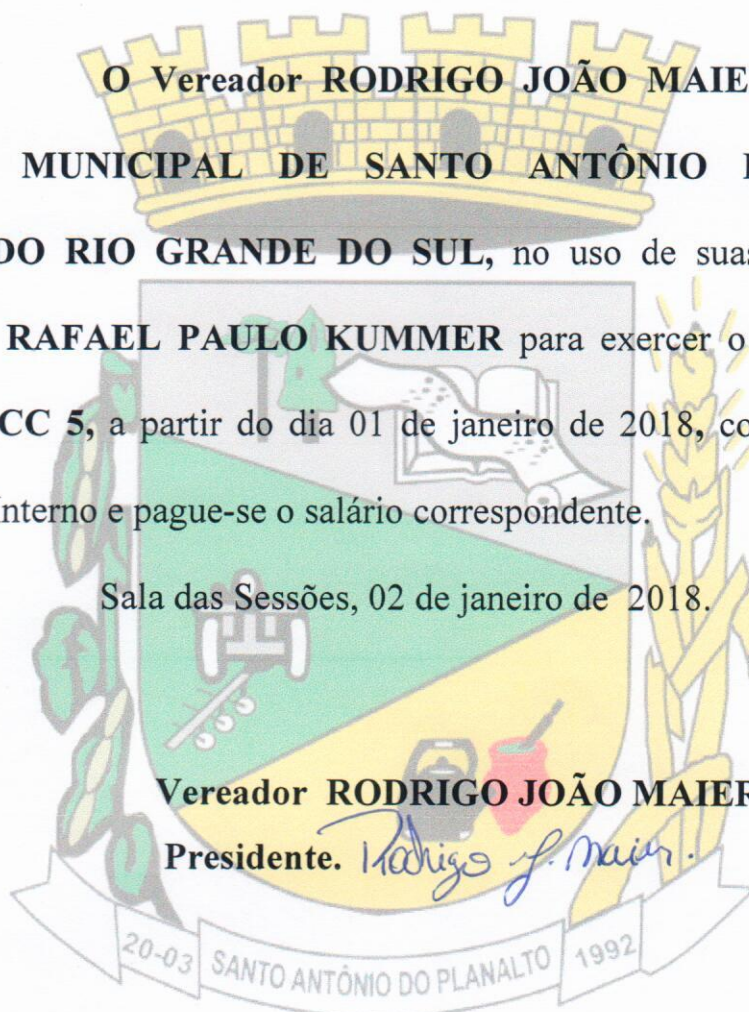 O Vereador RODRIGO JOÃO MAIE
MUNICIPAL DE SANTO ANTÔNIO
DO RIO GRANDE DO SUL, no uso de suas
RAFAEL PAULO KUMMER para exercer o
CC 5, a partir do dia 01 de janeiro de 2018, co
Interno e pague-se o salário correspondente.
Sala das Sessões, 02 de janeiro de 2018.
Vereador RODRIGO JOÃO MAIER
Presidente. Rodrigo J. Maier.
20-03 SANTO ANTÔNIO DO PLANALTO 1992